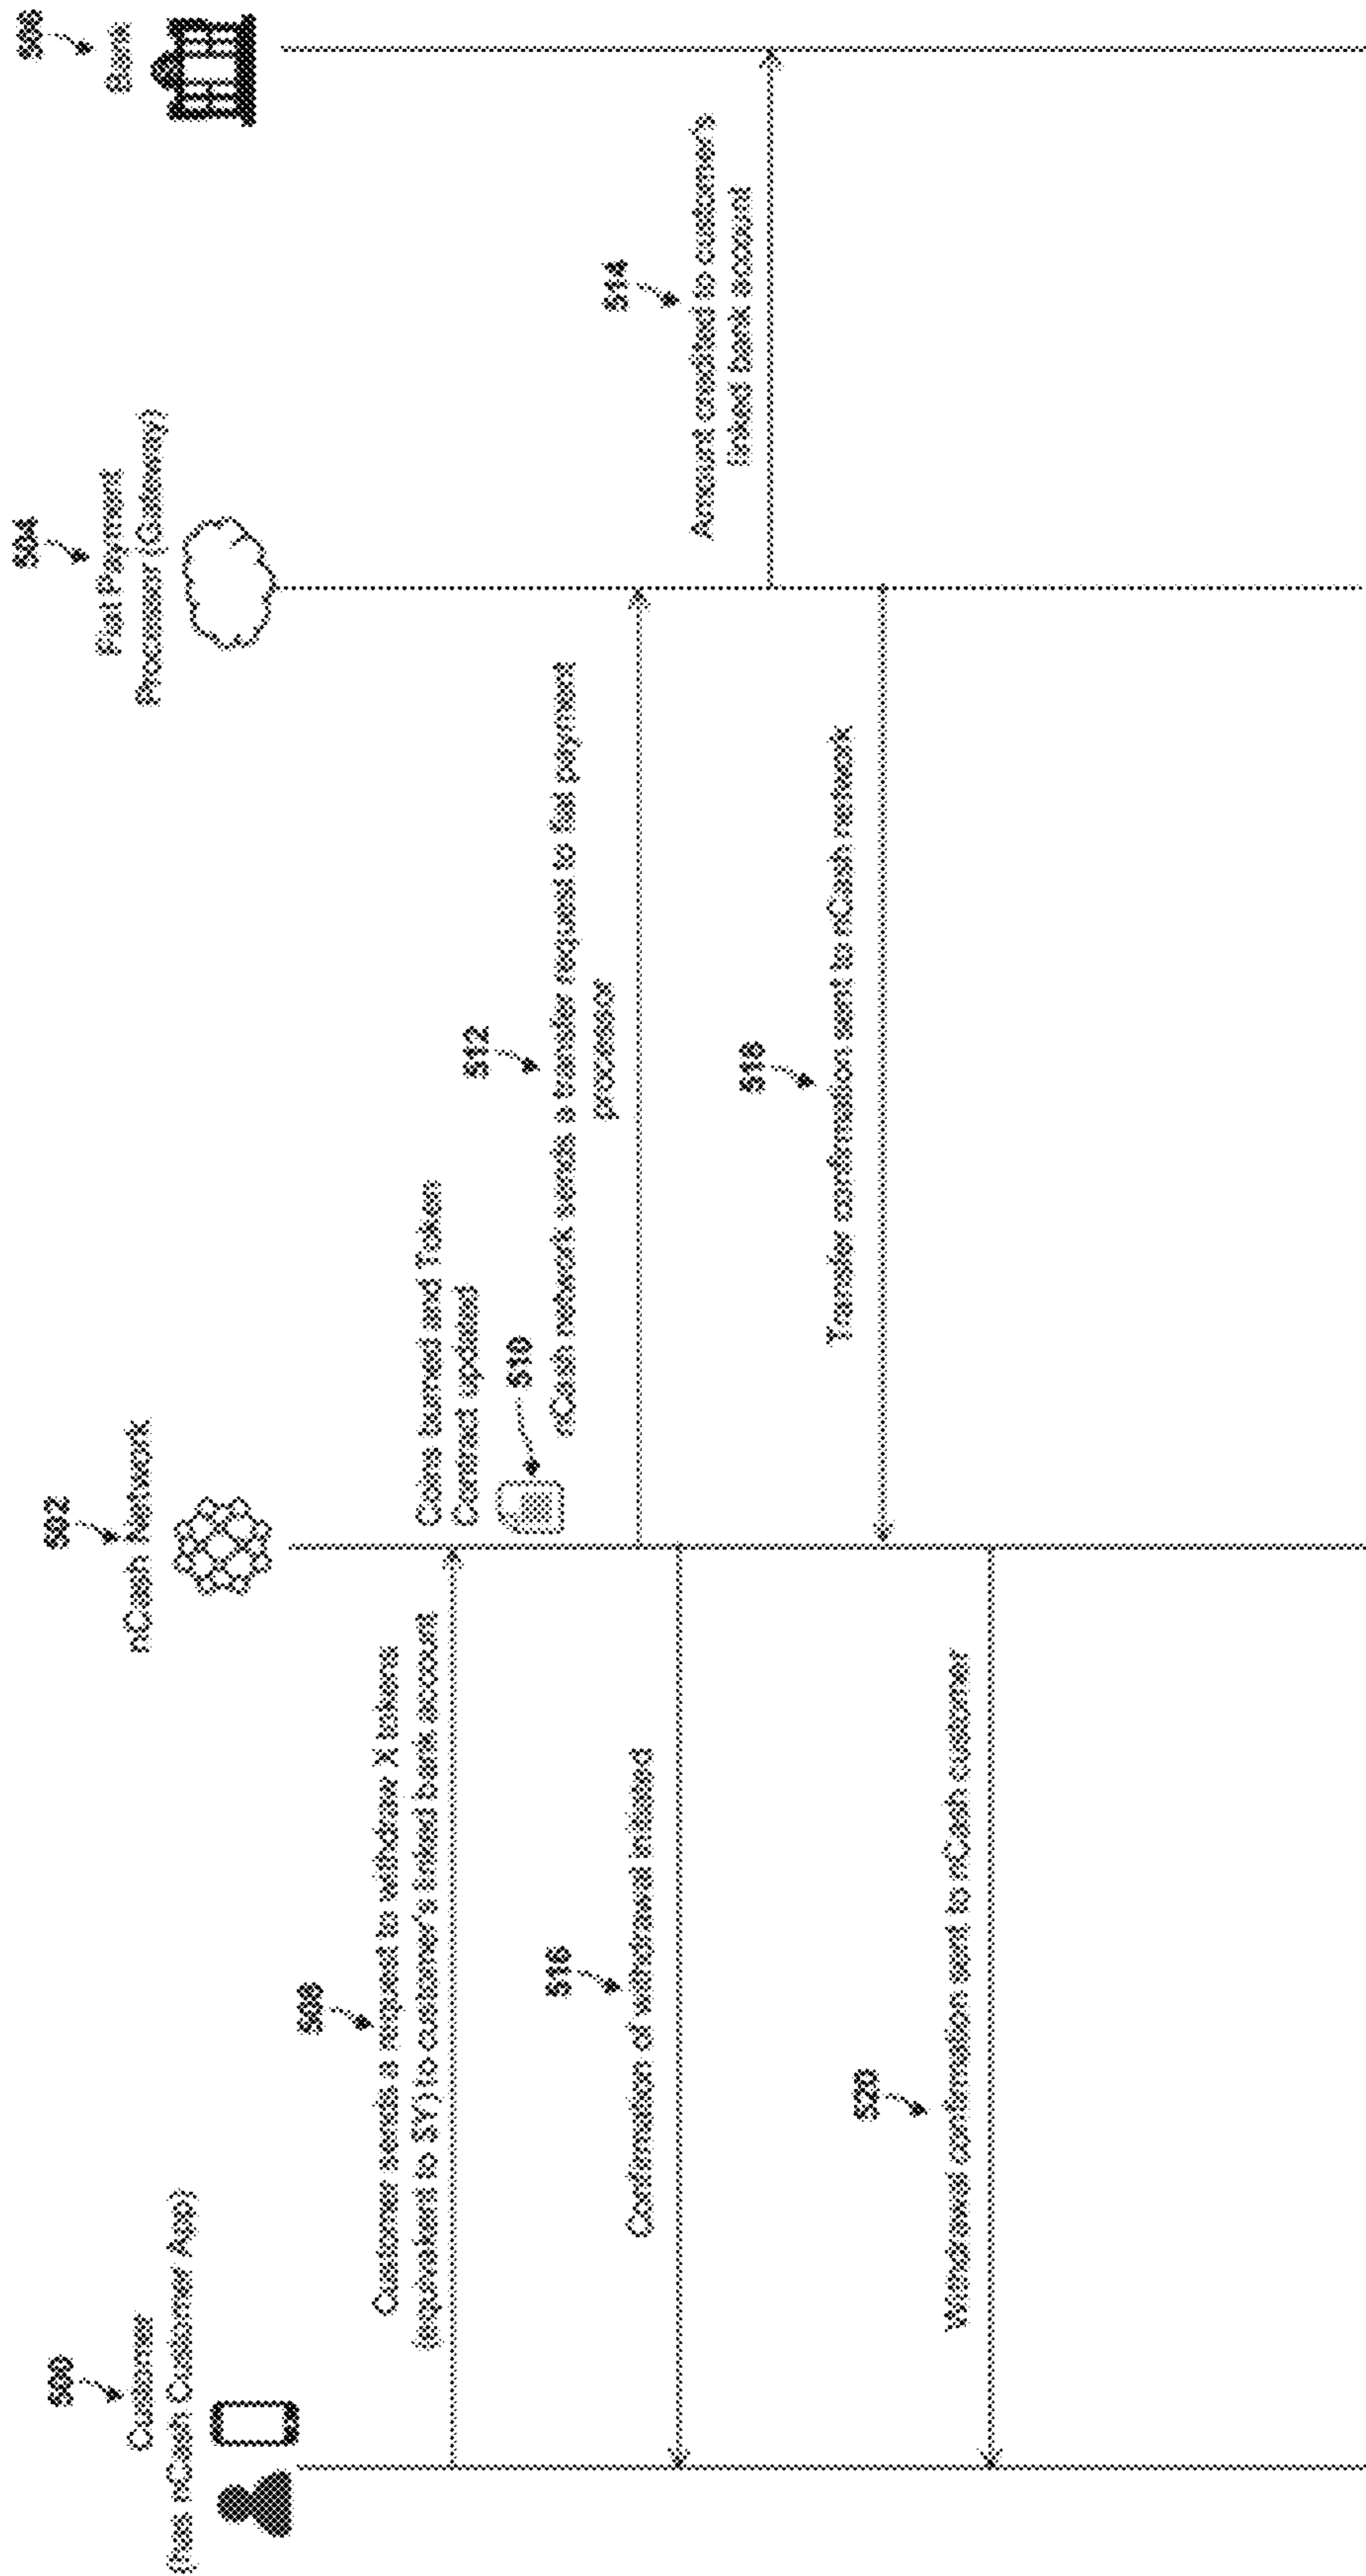 500
Customer
(Has nCash Customer App)
502
nCash Network
504
Fiat Payment
Processor (Gateway)
Bank
508
Customer sends a request to withdraw X tokens
(equivalent to $Y) to customer's linked bank account
Coins burned and Token
Contract updated
510
512
nCash network sends a transfer request to fiat payment
processor
514
Amount credited to customer's
linked bank account
516
Confirmation of withdrawal initiated
518
Transfer confirmation sent to nCash network
520
Withdrawal confirmation sent to nCash customer